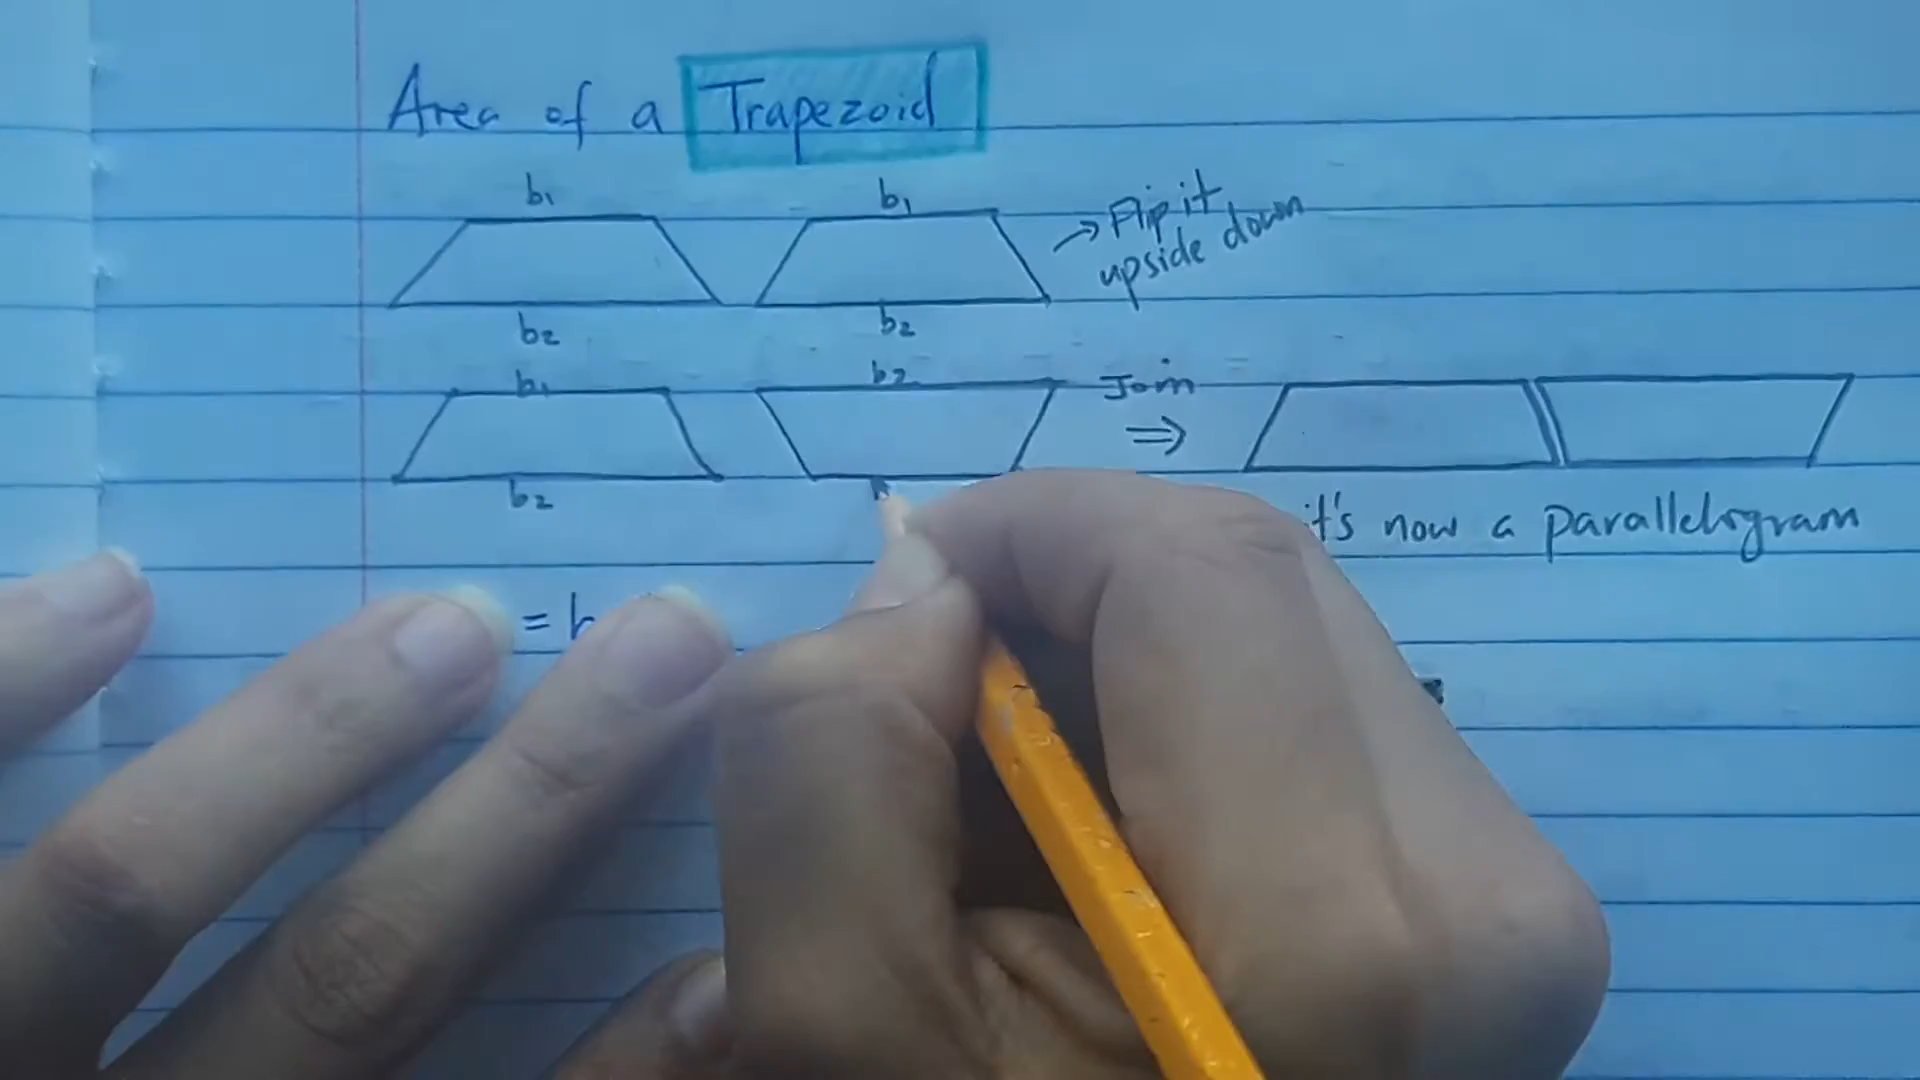 Area of a Trapezoid
b1 b1
→ Flip it
upside down
b2 b2
b1 b2 Join
⇒
b2
it's now a parallelogram
=